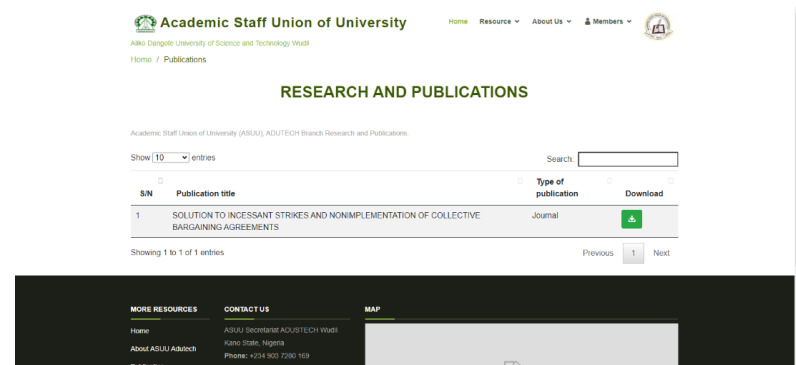 Academic Staff Union of University
Home Resource About Us Members
Aliko Dangote University of Science and Technology Wudil
Home / Publications
RESEARCH AND PUBLICATIONS
Academic Staff Union of University (ASUU), ADUTECH Branch Research and Publications.
Show 10 entries
Search:
S/N Publication title Type of publication Download
1 SOLUTION TO INCESSANT STRIKES AND NONIMPLEMENTATION OF COLLECTIVE BARGAINING AGREEMENTS Journal
Showing 1 to 1 of 1 entries
Previous 1 Next
MORE RESOURCES CONTACT US MAP
Home
ASUU Secretariat ADUSTECH Wudil
Kano State, Nigeria
About ASUU Adutech
Phone: +234 903 7280 169